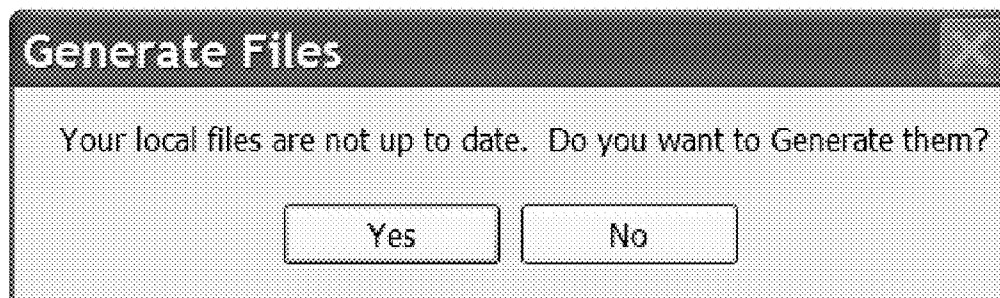 Generate Files
Your local files are not up to date.  Do you want to Generate them?
Yes No